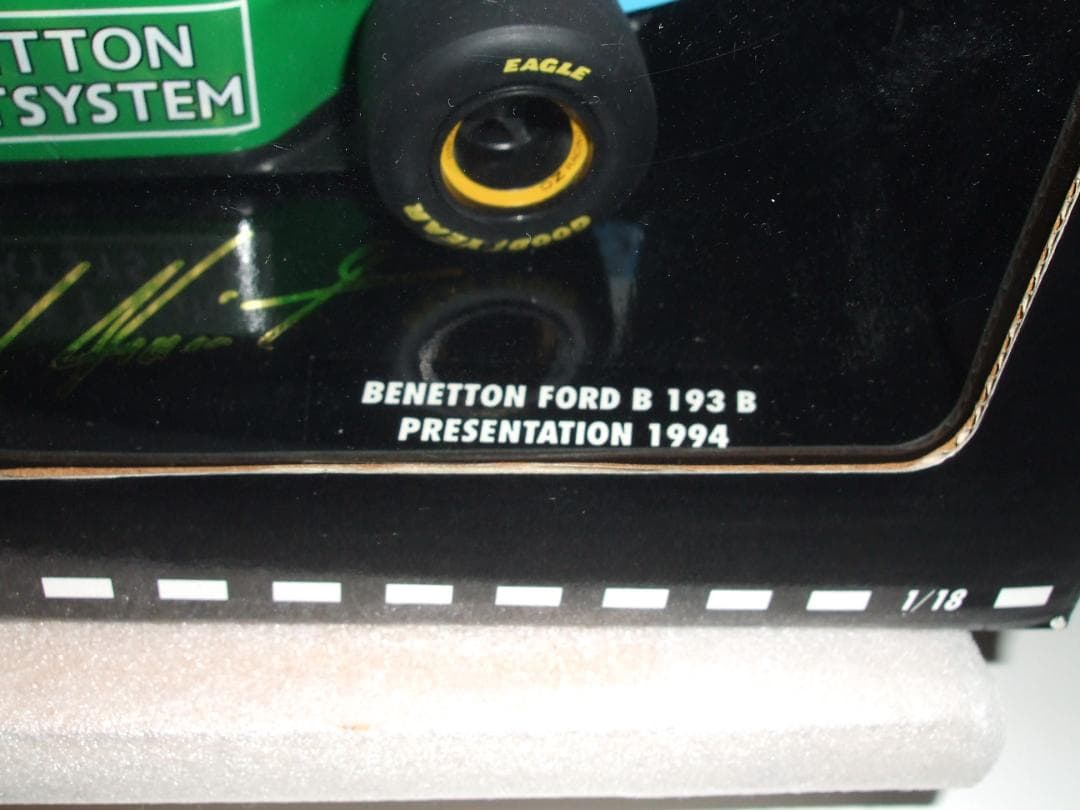 TTON
TSYSTEM
EAGLE
GOODYEAR
BENETTON FORD B 193 B
PRESENTATION 1994
1/18